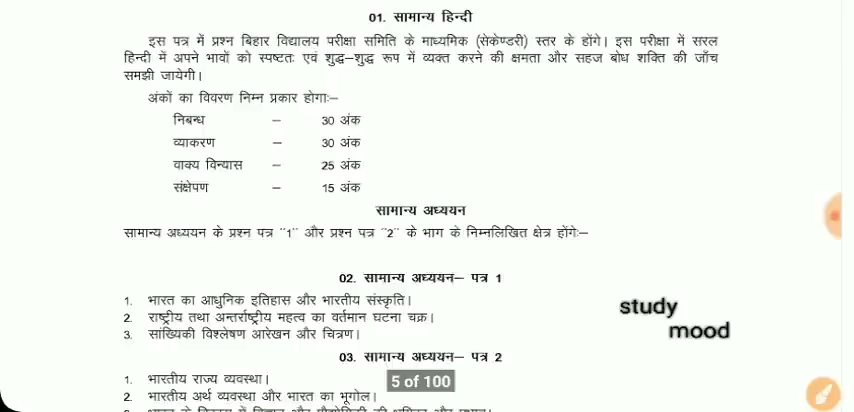 01. सामान्य हिन्दी
इस पत्र में प्रश्न बिहार विद्यालय परीक्षा समिति के माध्यमिक (सेकेण्डरी) स्तर के होंगे। इस परीक्षा में सरल
हिन्दी में अपने भावों को स्पष्टतः एवं शुद्ध–शुद्ध रूप में व्यक्त करने की क्षमता और सहज बोध शक्ति की जाँच
समझी जायेगी।
अंकों का विवरण निम्न प्रकार होगाः–
निबन्ध – 30 अंक
व्याकरण – 30 अंक
वाक्य विन्यास – 25 अंक
संक्षेपण – 15 अंक
सामान्य अध्ययन
सामान्य अध्ययन के प्रश्न पत्र "1" और प्रश्न पत्र "2" के भाग के निम्नलिखित क्षेत्र होंगेः–
02. सामान्य अध्ययन– पत्र 1
1. भारत का आधुनिक इतिहास और भारतीय संस्कृति।
2. राष्ट्रीय तथा अन्तर्राष्ट्रीय महत्व का वर्तमान घटना चक्र।
3. सांख्यिकी विश्लेषण आरेखन और चित्रण।
study
mood
03. सामान्य अध्ययन– पत्र 2
1. भारतीय राज्य व्यवस्था।
5 of 100
2. भारतीय अर्थ व्यवस्था और भारत का भूगोल।